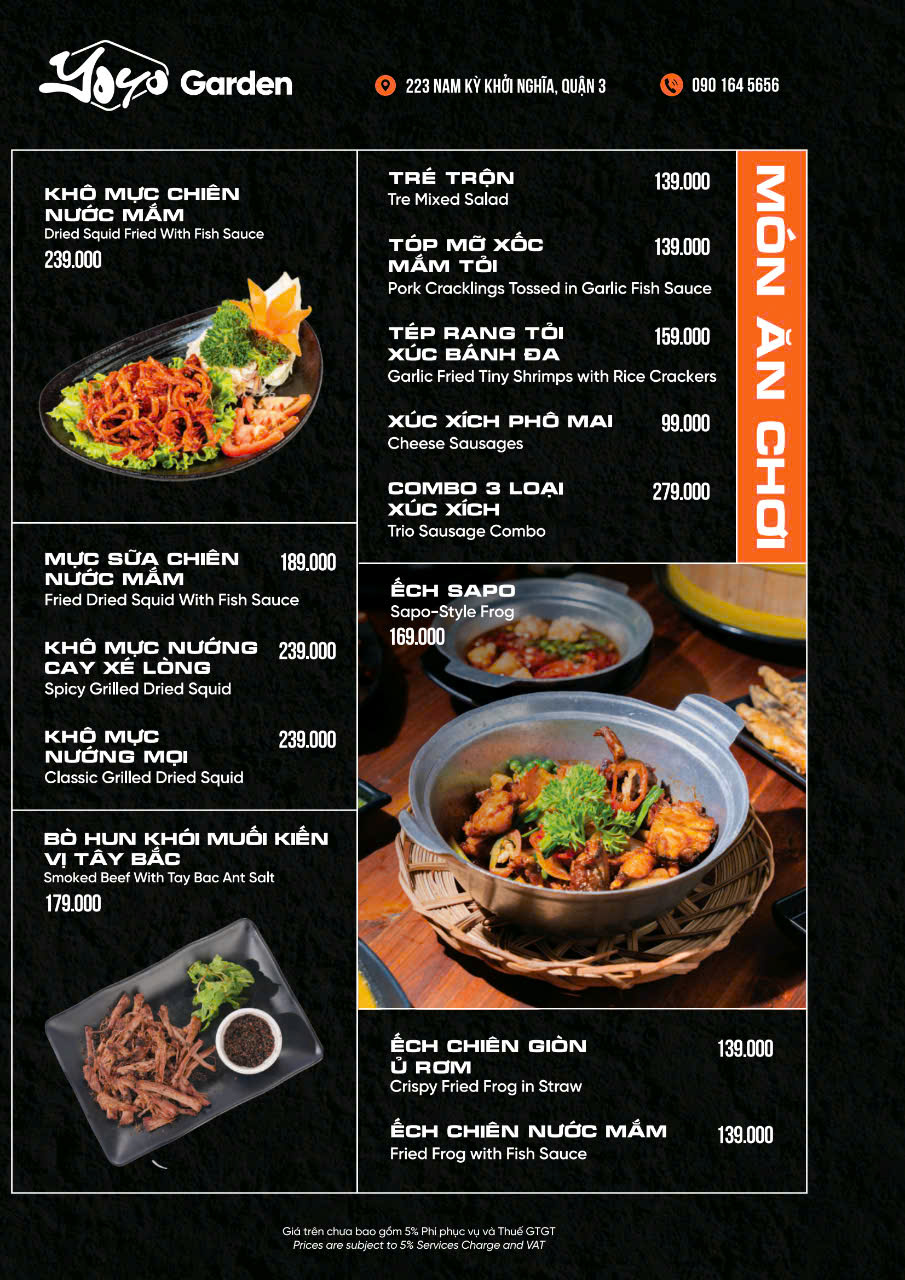 Yoyo Garden
223 NAM KỲ KHỞI NGHĨA, QUẬN 3
090 164 5656
KHÔ MỰC CHIÊN
NƯỚC MẮM
Dried Squid Fried With Fish Sauce
239.000
MỰC SỮA CHIÊN
NƯỚC MẮM
189.000
Fried Dried Squid With Fish Sauce
KHÔ MỰC NƯỚNG
CAY XÉ LÒNG
239.000
Spicy Grilled Dried Squid
KHÔ MỰC
NƯỚNG MỌI
239.000
Classic Grilled Dried Squid
BÒ HUN KHÓI MUỐI KIẾN
VỊ TÂY BẮC
Smoked Beef With Tay Bac Ant Salt
179.000
MÓN ĂN CHƠI
TRÉ TRỘN
139.000
Tre Mixed Salad
TÓP MỠ XỐC
MẮM TỎI
139.000
Pork Cracklings Tossed in Garlic Fish Sauce
TÉP RANG TỎI
XÚC BÁNH ĐA
159.000
Garlic Fried Tiny Shrimps with Rice Crackers
XÚC XÍCH PHÔ MAI
99.000
Cheese Sausages
COMBO 3 LOẠI
XÚC XÍCH
279.000
Trio Sausage Combo
ẾCH SAPO
Sapo-Style Frog
169.000
ẾCH CHIÊN GIÒN
Ủ RƠM
139.000
Crispy Fried Frog in Straw
ẾCH CHIÊN NƯỚC MẮM
139.000
Fried Frog with Fish Sauce
Giá trên chưa bao gồm 5% Phí phục vụ và Thuế GTGT
Prices are subject to 5% Services Charge and VAT